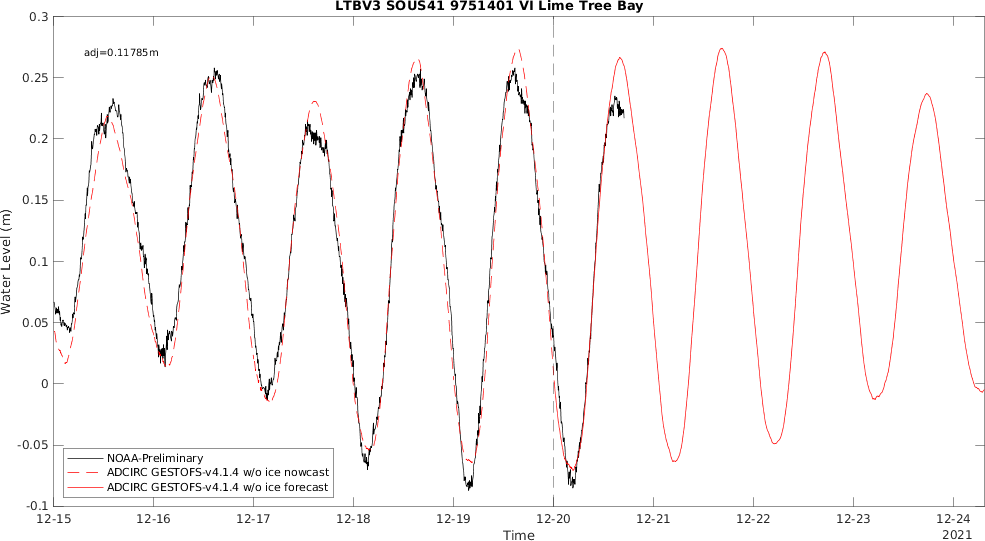 LTBV3 SOUS41 9751401 VI Lime Tree Bay
adj=0.11785m
Water Level (m)
0.3
0.25
0.2
0.15
0.1
0.05
0
-0.05
-0.1
NOAA-Preliminary
ADCIRC GESTOFS-v4.1.4 w/o ice nowcast
ADCIRC GESTOFS-v4.1.4 w/o ice forecast
12-15 12-16 12-17 12-18 12-19 12-20 12-21 12-22 12-23 12-24
Time
2021